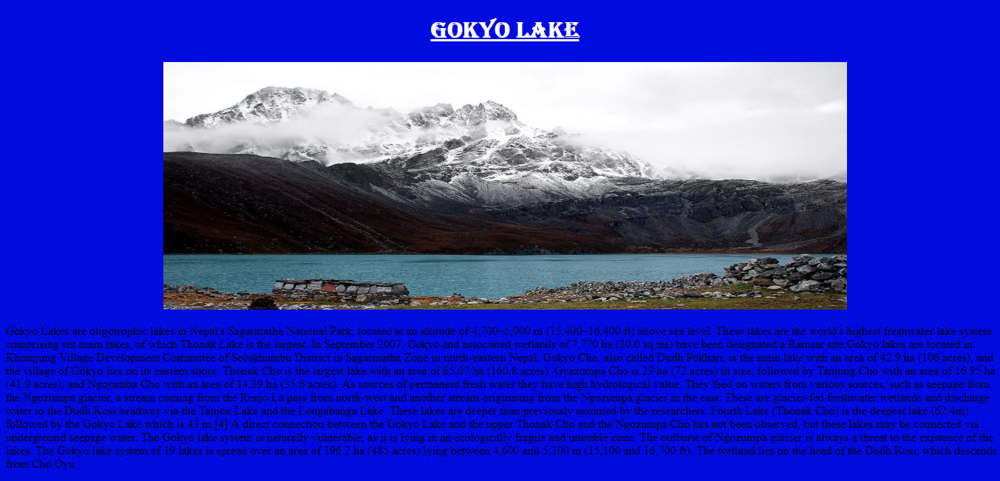 GOKYO LAKE
Gokyo Lakes are oligotrophic lakes in Nepal's Sagarmatha National Park, located at an altitude of 4,700–5,000 m (15,400–16,400 ft) above sea level. These lakes are the world's highest freshwater lake system
comprising six main lakes, of which Thonak Lake is the largest. In September 2007, Gokyo and associated wetlands of 7,770 ha (30.0 sq mi) have been designated a Ramsar site.Gokyo lakes are located in
Khumjung Village Development Committee of Solukhumbu District in Sagarmatha Zone in north-eastern Nepal. Gokyo Cho, also called Dudh Pokhari, is the main lake with an area of 42.9 ha (106 acres), and
the village of Gokyo lies on its eastern shore. Thonak Cho is the largest lake with an area of 65.07 ha (160.8 acres). Gyazumpa Cho is 29 ha (72 acres) in size, followed by Tanjung Cho with an area of 16.95 ha
(41.9 acres), and Ngojumba Cho with an area of 14.39 ha (35.6 acres). As sources of permanent fresh water they have high hydrological value. They feed on waters from various sources, such as seepage from
the Ngozumpa glacier, a stream coming from the Renjo La pass from north-west and another stream originating from the Ngozumpa glacier in the east. These are glacier-fed freshwater wetlands and discharge
water to the Dudh Kosi headway via the Taujon Lake and the Longabanga Lake. These lakes are deeper than previously assumed by the researchers. Fourth Lake (Thonak Cho) is the deepest lake (62.4m)
followed by the Gokyo Lake which is 43 m.[4] A direct connection between the Gokyo Lake and the upper Thonak Cho and the Ngozumpa Cho has not been observed, but these lakes may be connected via
underground seepage water. The Gokyo lake system is naturally vulnerable, as it is lying in an ecologically fragile and unstable zone. The outburst of Ngozumpa glacier is always a threat to the existence of the
lakes. The Gokyo lake system of 19 lakes is spread over an area of 196.2 ha (485 acres) lying between 4,600 and 5,100 m (15,100 and 16,700 ft). The wetland lies on the head of the Dudh Kosi, which descends
from Cho Oyu.